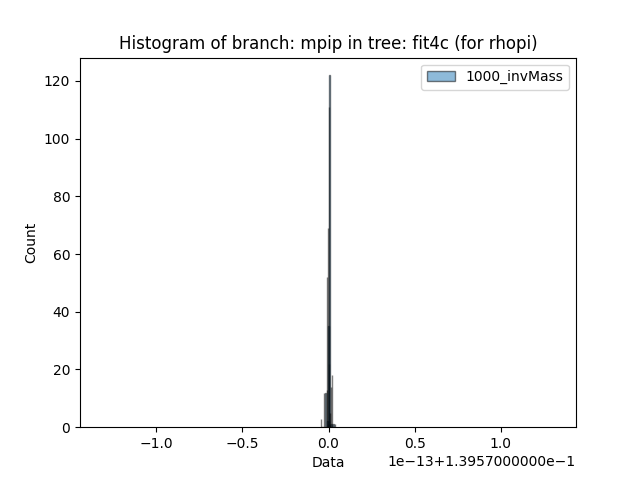 Histogram of branch: mpip in tree: fit4c (for rhopi)
1000_invMass
120
100
80
60
40
20
0
Count
−1.0 −0.5 0.0 0.5 1.0
Data
1e−13+1.3957000000e−1